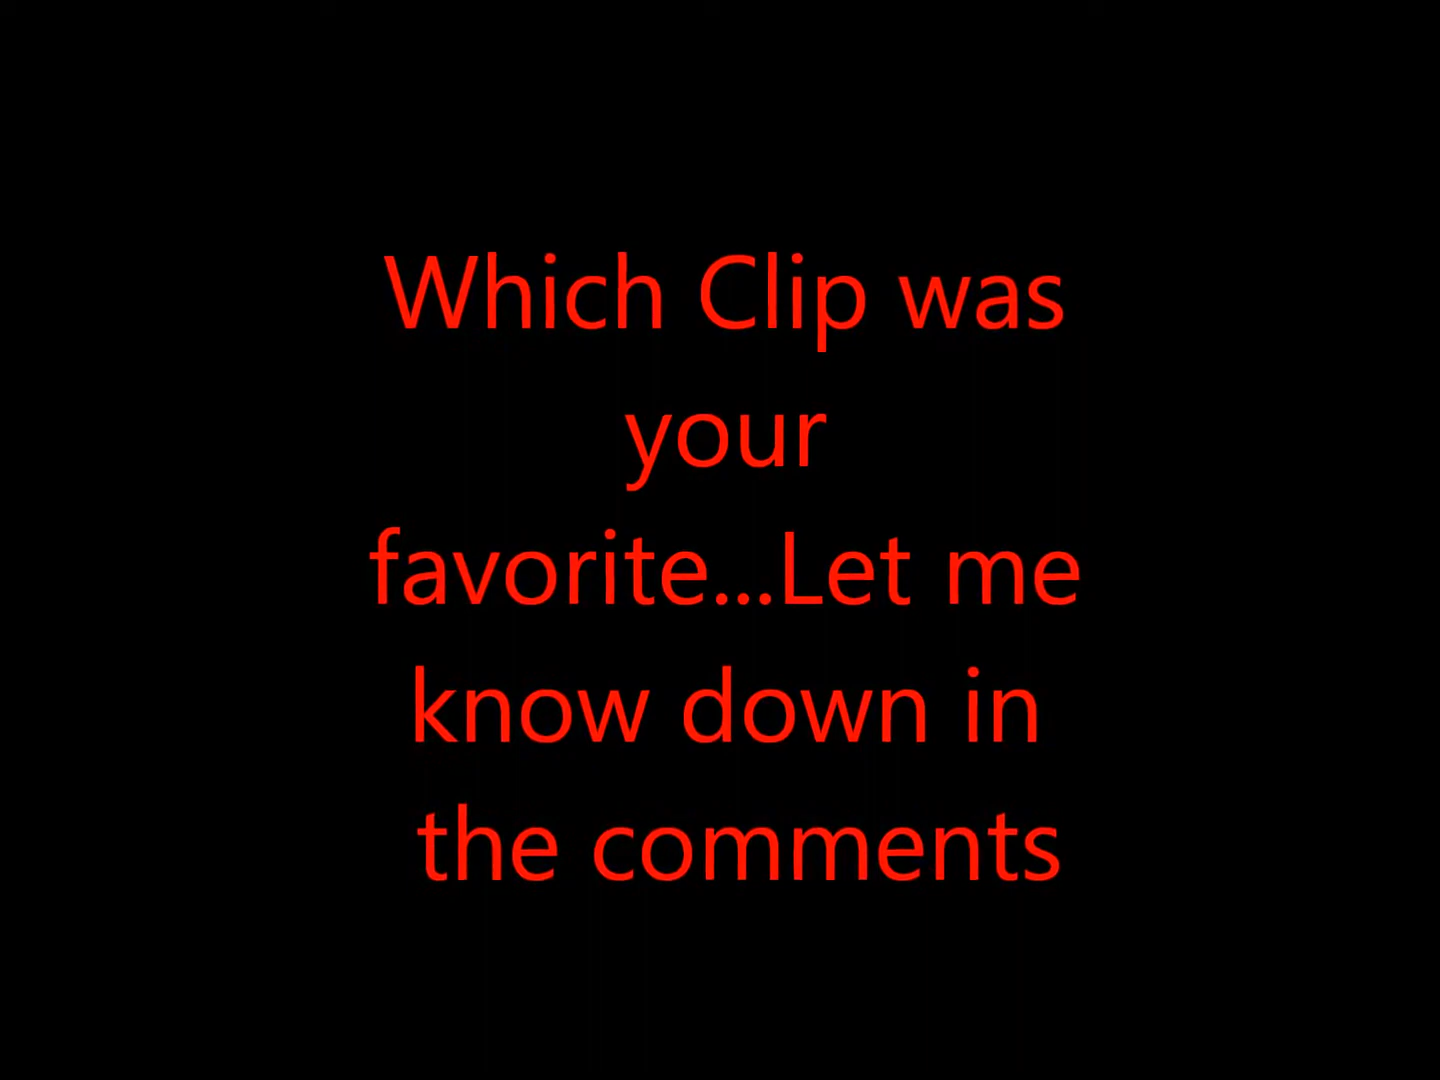 Which Clip was
your
favorite...Let me
know down in
the comments